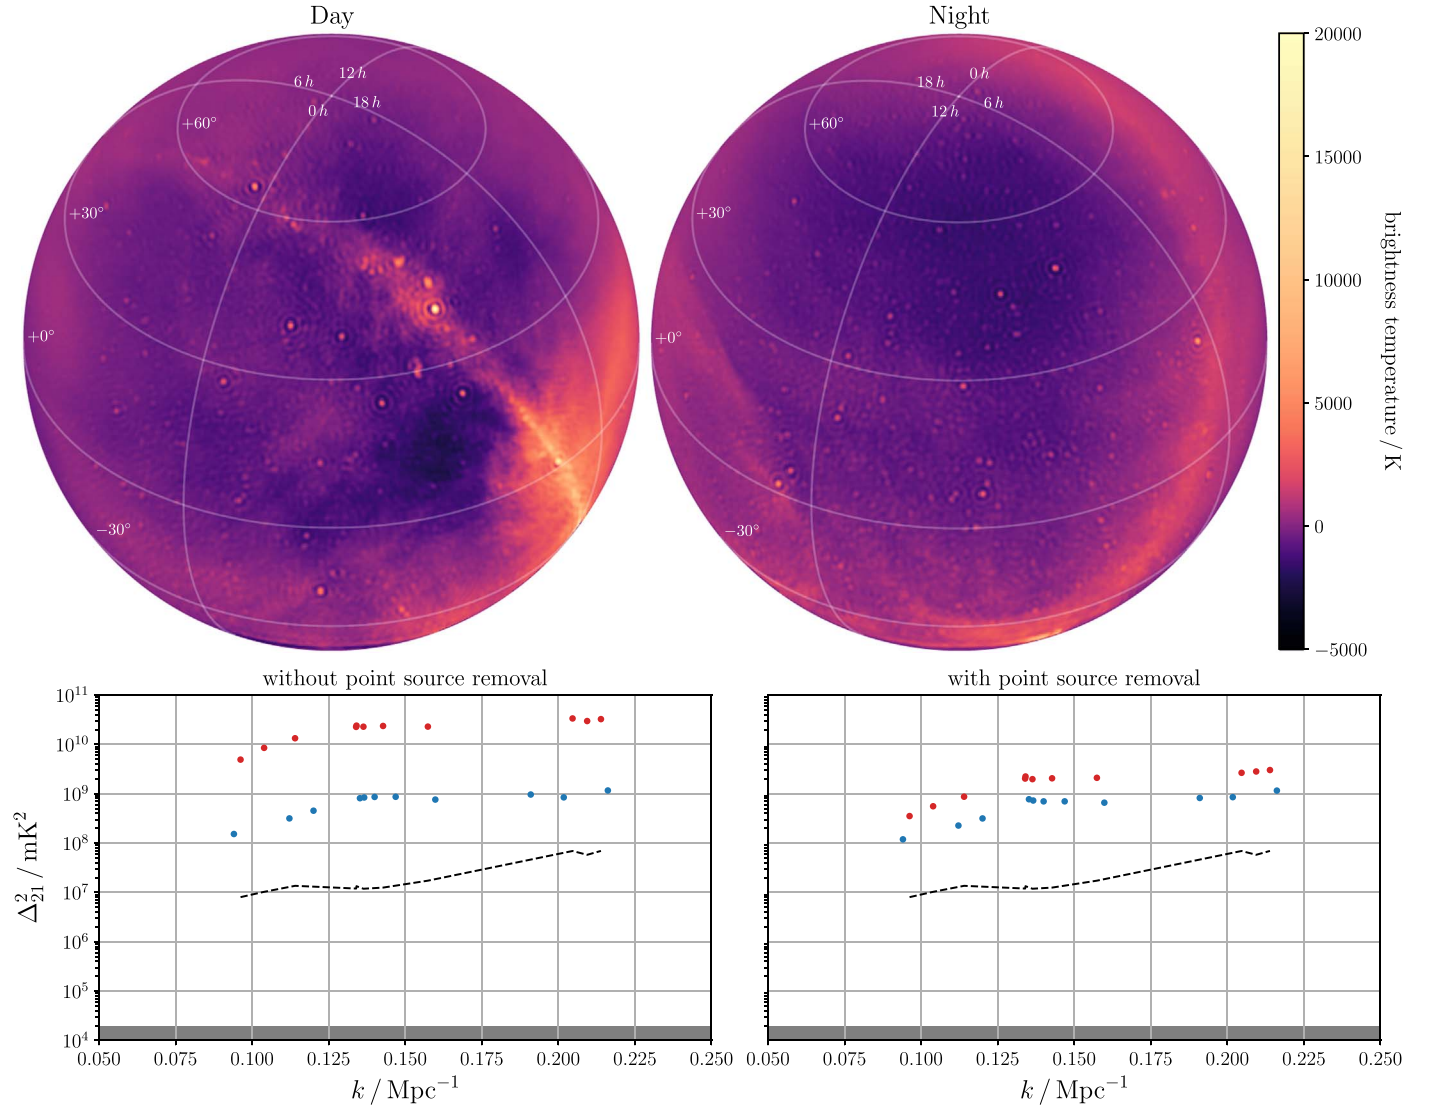 Day
Night
6 h
12 h
0 h
18 h
+60°
+30°
+0°
−30°
18 h
0 h
12 h
6 h
+60°
+30°
+0°
−30°
20000
15000
10000
5000
0
−5000
brightness temperature / K
without point source removal
with point source removal
10¹¹
10¹⁰
10⁹
10⁸
10⁷
10⁶
10⁵
10⁴
Δ²₂₁ / mK²
0.050 0.075 0.100 0.125 0.150 0.175 0.200 0.225 0.250
0.050 0.075 0.100 0.125 0.150 0.175 0.200 0.225 0.250
k / Mpc⁻¹
k / Mpc⁻¹